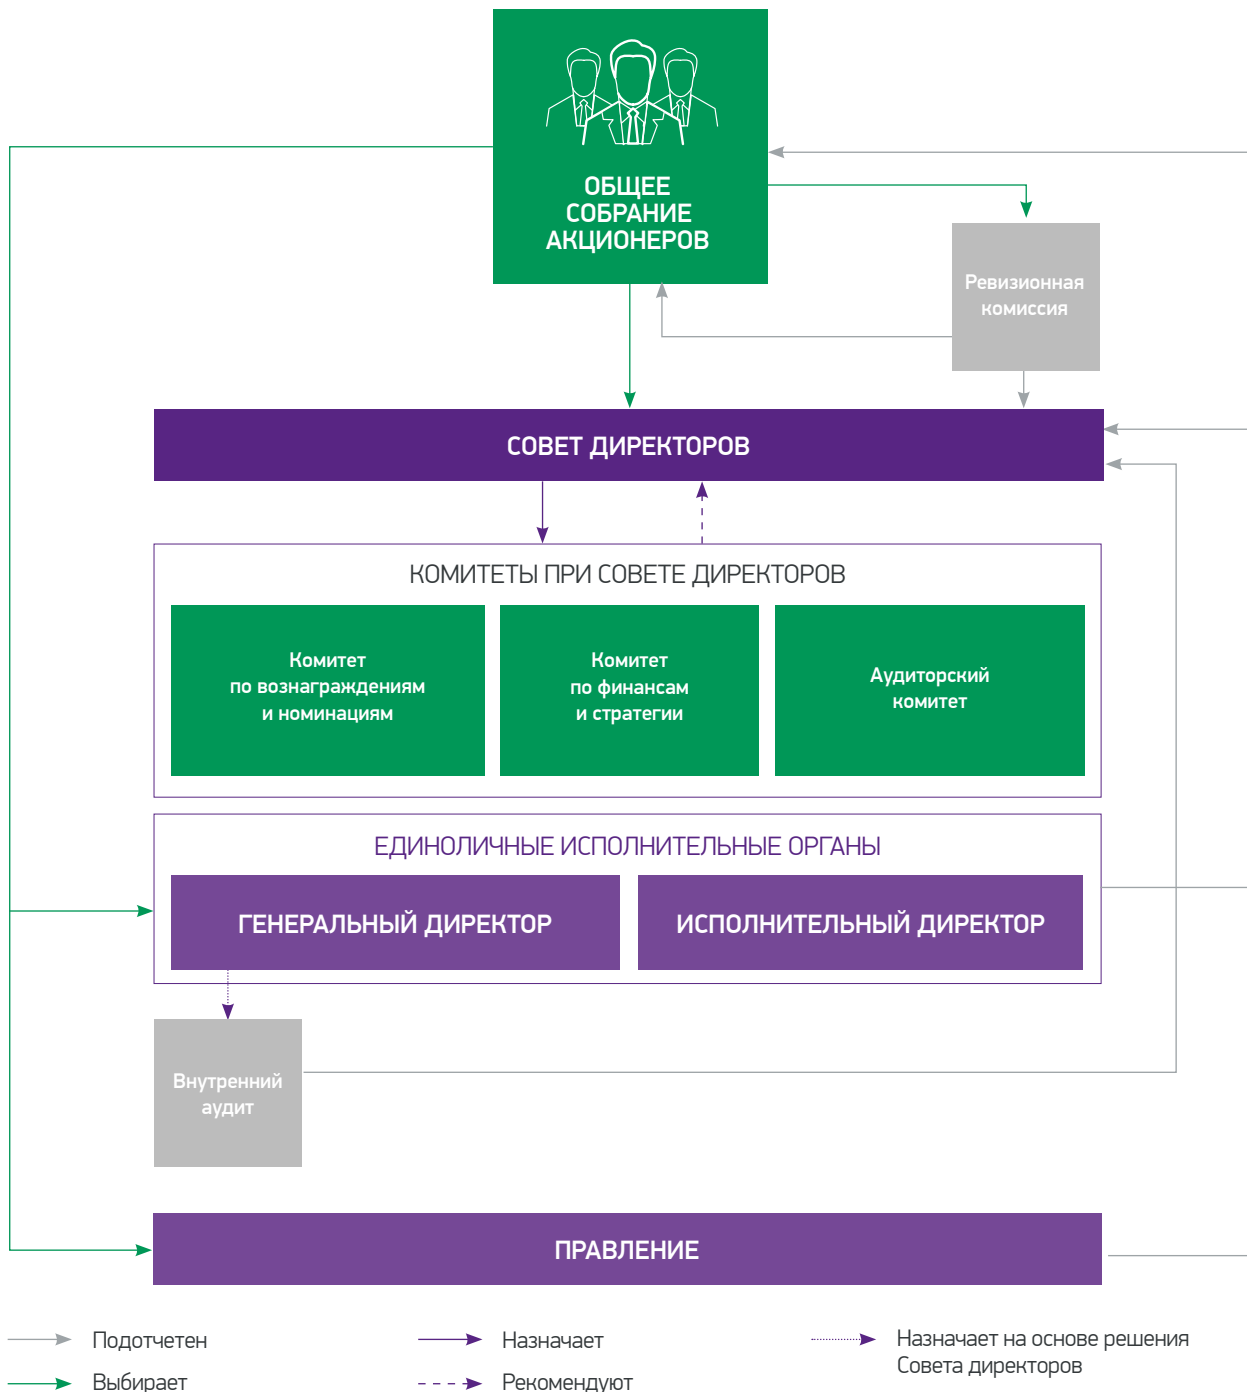 ОБЩЕЕ
СОБРАНИЕ
АКЦИОНЕРОВ
Ревизионная
комиссия
СОВЕТ ДИРЕКТОРОВ
КОМИТЕТЫ ПРИ СОВЕТЕ ДИРЕКТОРОВ
Комитет
по вознаграждениям
и номинациям
Комитет
по финансам
и стратегии
Аудиторский
комитет
ЕДИНОЛИЧНЫЕ ИСПОЛНИТЕЛЬНЫЕ ОРГАНЫ
ГЕНЕРАЛЬНЫЙ ДИРЕКТОР
ИСПОЛНИТЕЛЬНЫЙ ДИРЕКТОР
Внутренний
аудит
ПРАВЛЕНИЕ
Подотчетен
Выбирает
Назначает
Рекомендуют
Назначает на основе решения
Совета директоров